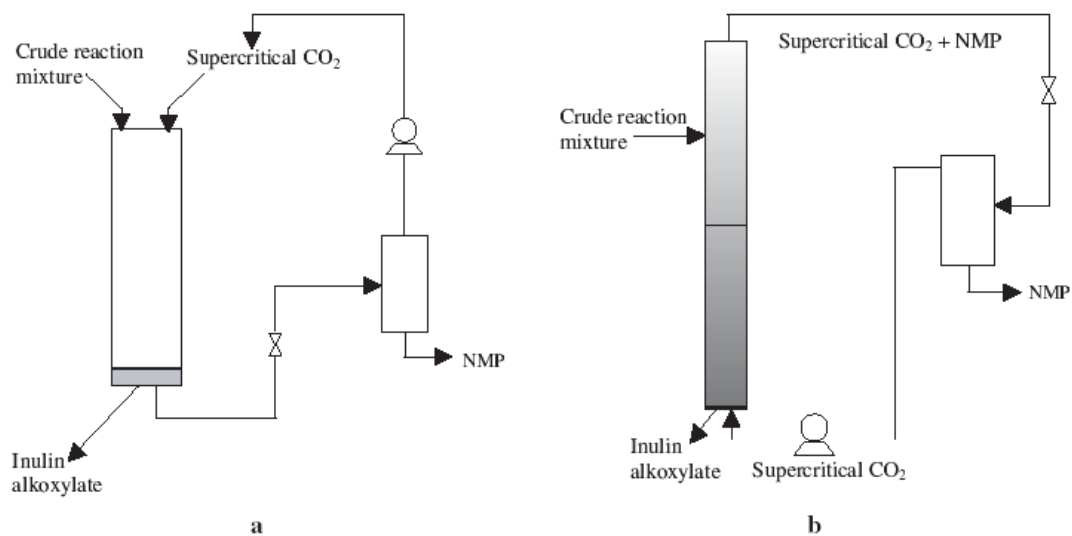 Crude reaction
mixture
Supercritical CO₂
NMP
Inulin
alkoxylate
a
Supercritical CO₂ + NMP
Crude reaction
mixture
NMP
Inulin
alkoxylate
Supercritical CO₂
b